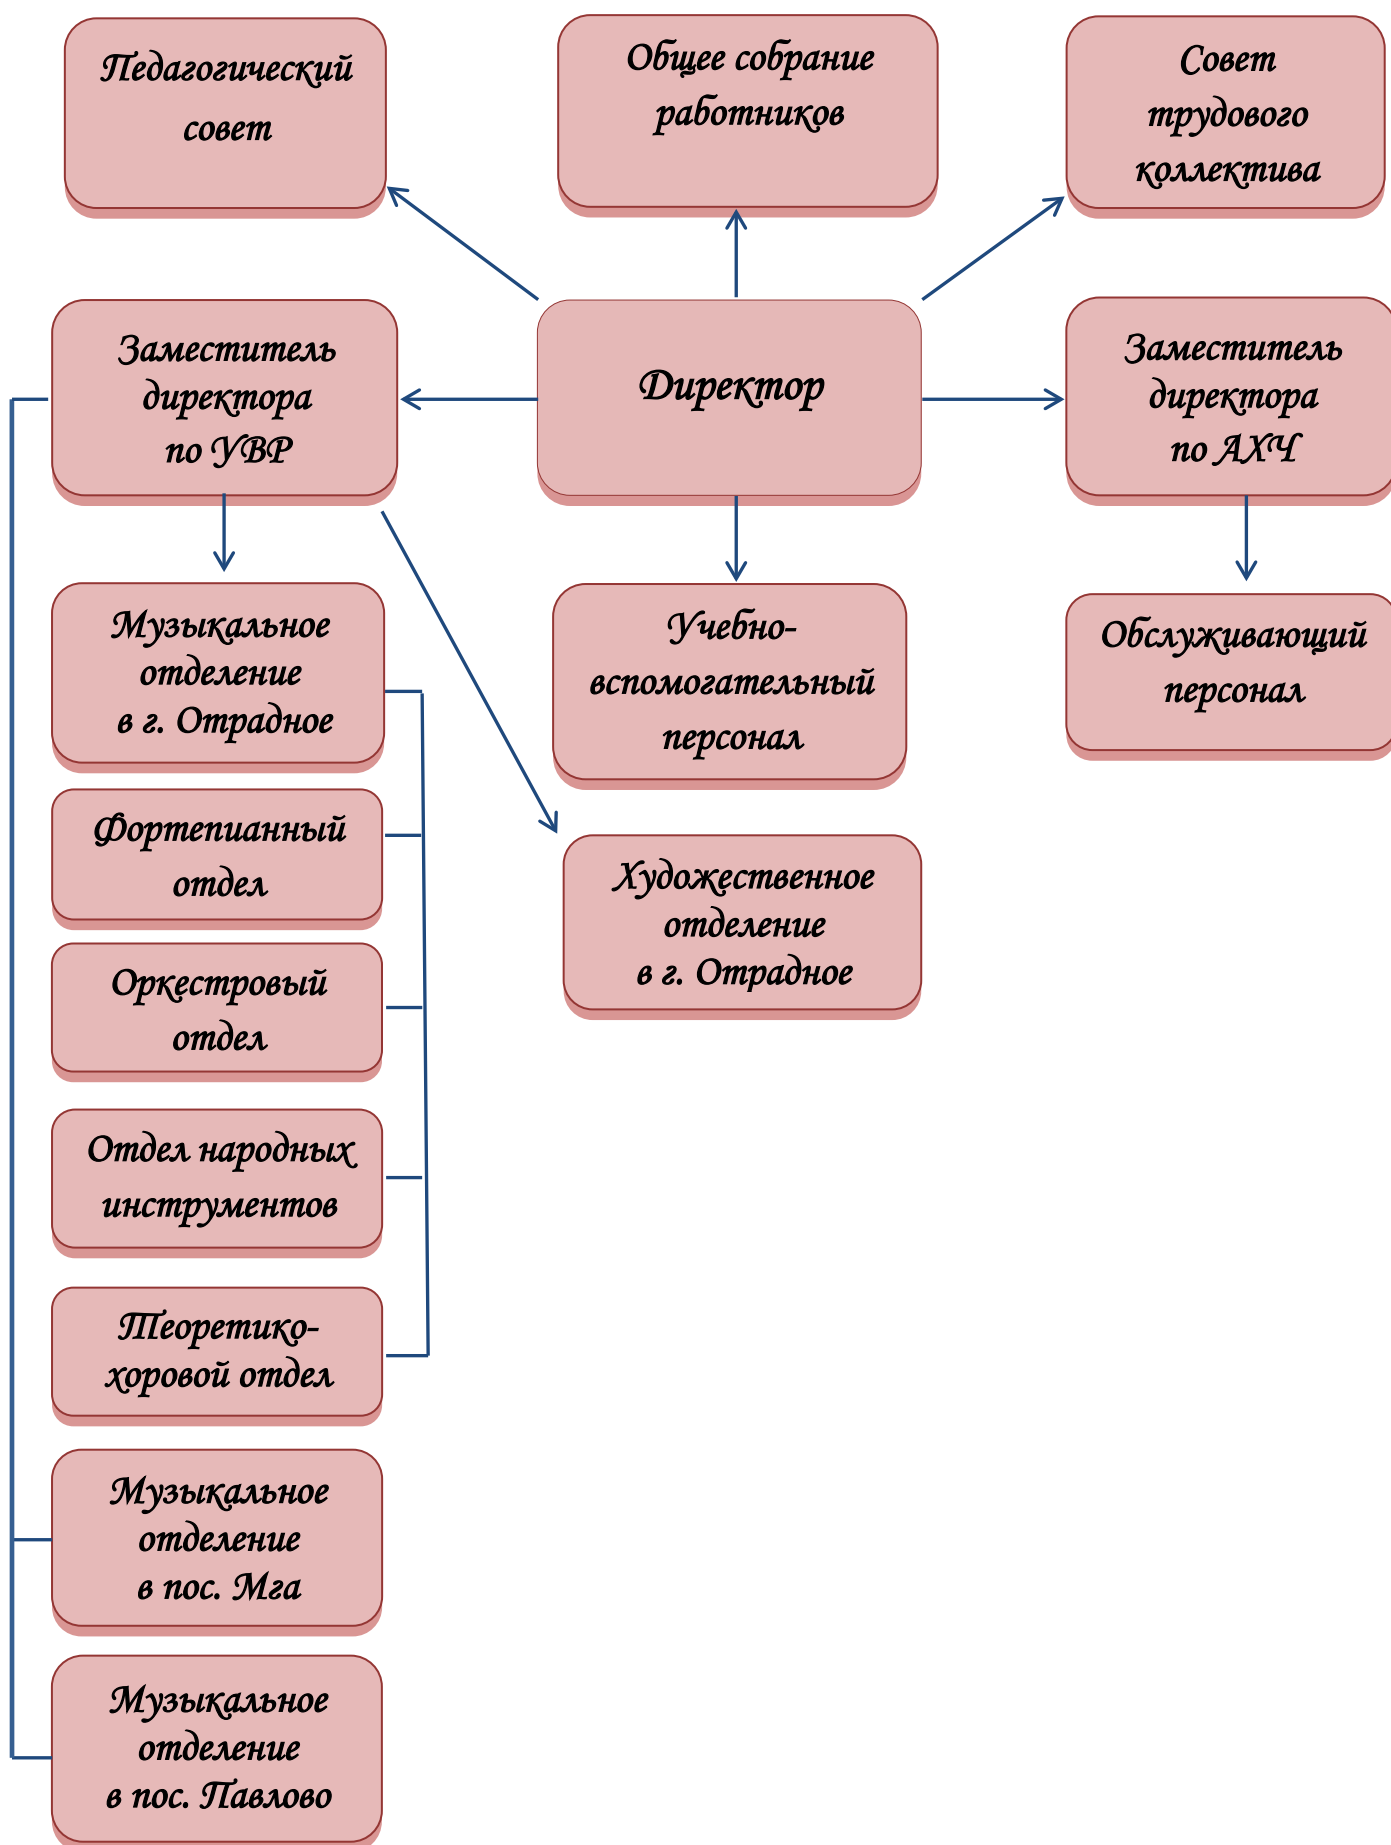 Педагогический
совет
Общее собрание
работников
Совет
трудового
коллектива
Заместитель
директора
по УВР
Директор
Заместитель
директора
по АХЧ
Музыкальное
отделение
в г. Отрадное
Учебно-
вспомогательный
персонал
Обслуживающий
персонал
Фортепианный
отдел
Художественное
отделение
в г. Отрадное
Оркестровый
отдел
Отдел народных
инструментов
Теоретико-
хоровой отдел
Музыкальное
отделение
в пос. Мга
Музыкальное
отделение
в пос. Павлово